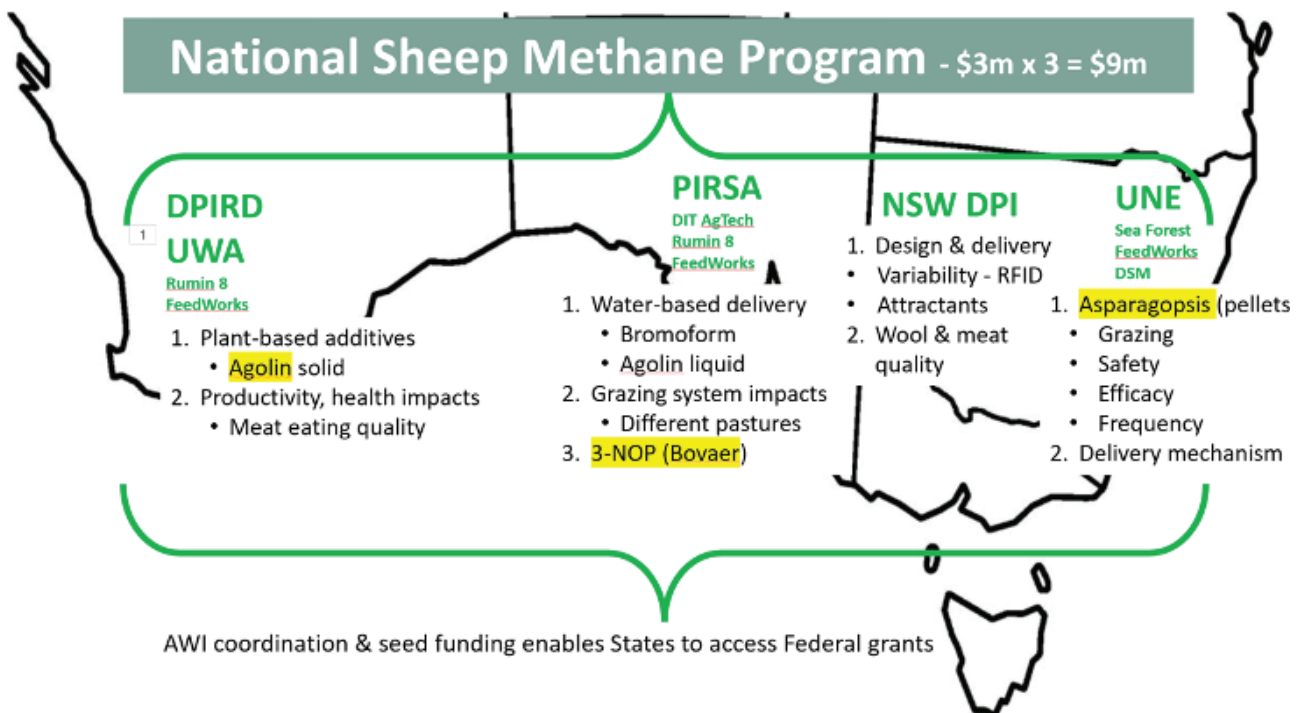 National Sheep Methane Program - $3m x 3 = $9m
DPIRD
UWA
Rumin 8
FeedWorks
1
1. Plant-based additives
• Agolin solid
2. Productivity, health impacts
• Meat eating quality
PIRSA
DIT AgTech
Rumin 8
FeedWorks
1. Water-based delivery
• Bromoform
• Agolin liquid
2. Grazing system impacts
• Different pastures
3. 3-NOP (Bovaer)
NSW DPI
1. Design & delivery
• Variability - RFID
• Attractants
2. Wool & meat
quality
UNE
Sea Forest
FeedWorks
DSM
1. Asparagopsis (pellets
• Grazing
• Safety
• Efficacy
• Frequency
2. Delivery mechanism
AWI coordination & seed funding enables States to access Federal grants